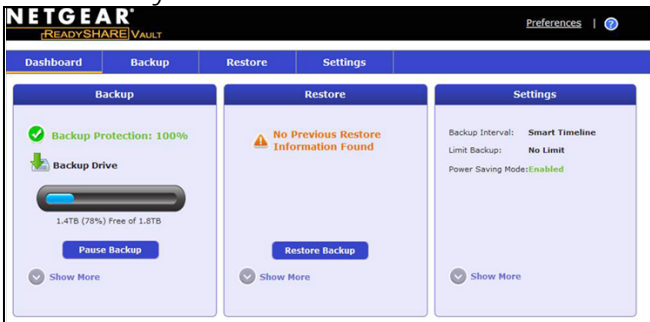 NETGEAR®
READYSHARE VAULT
Preferences | ?
Dashboard Backup Restore Settings
Backup
Backup Protection: 100%
Backup Drive
1.4TB (78%) Free of 1.8TB
Pause Backup
Show More
Restore
No Previous Restore
Information Found
Restore Backup
Show More
Settings
Backup Interval: Smart Timeline
Limit Backup: No Limit
Power Saving Mode:Enabled
Show More